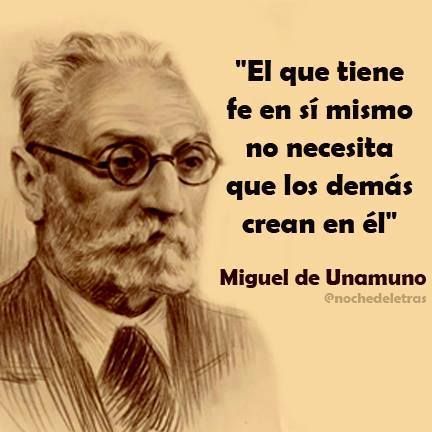 "El que tiene
fe en sí mismo
no necesita
que los demás
crean en él"
Miguel de Unamuno
@nochedeletras